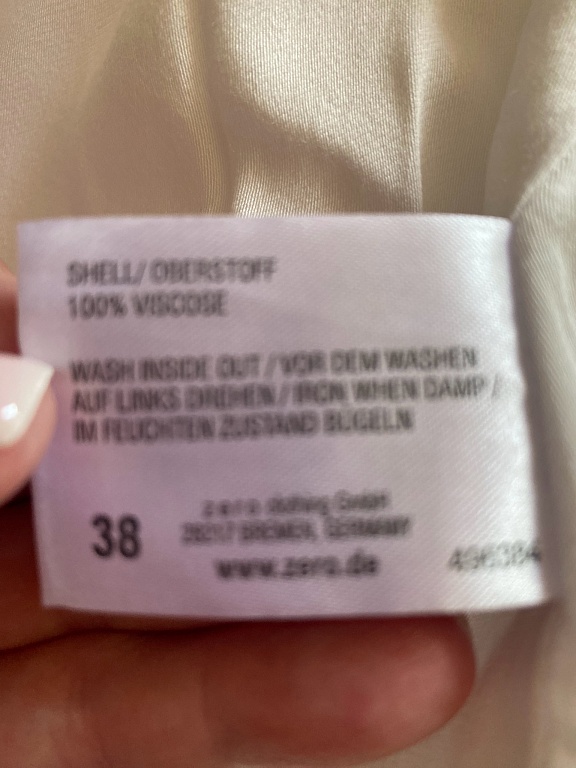 SHELL/ OBERSTOFF
100% VISCOSE
WASH INSIDE OUT / VOR DEM WASHEN
AUF LINKS DREHEN / IRON WHEN DAMP /
IM FEUCHTEN ZUSTAND BÜGELN
38
zero clothing GmbH
28217 BREMEN, GERMANY
www.zero.de